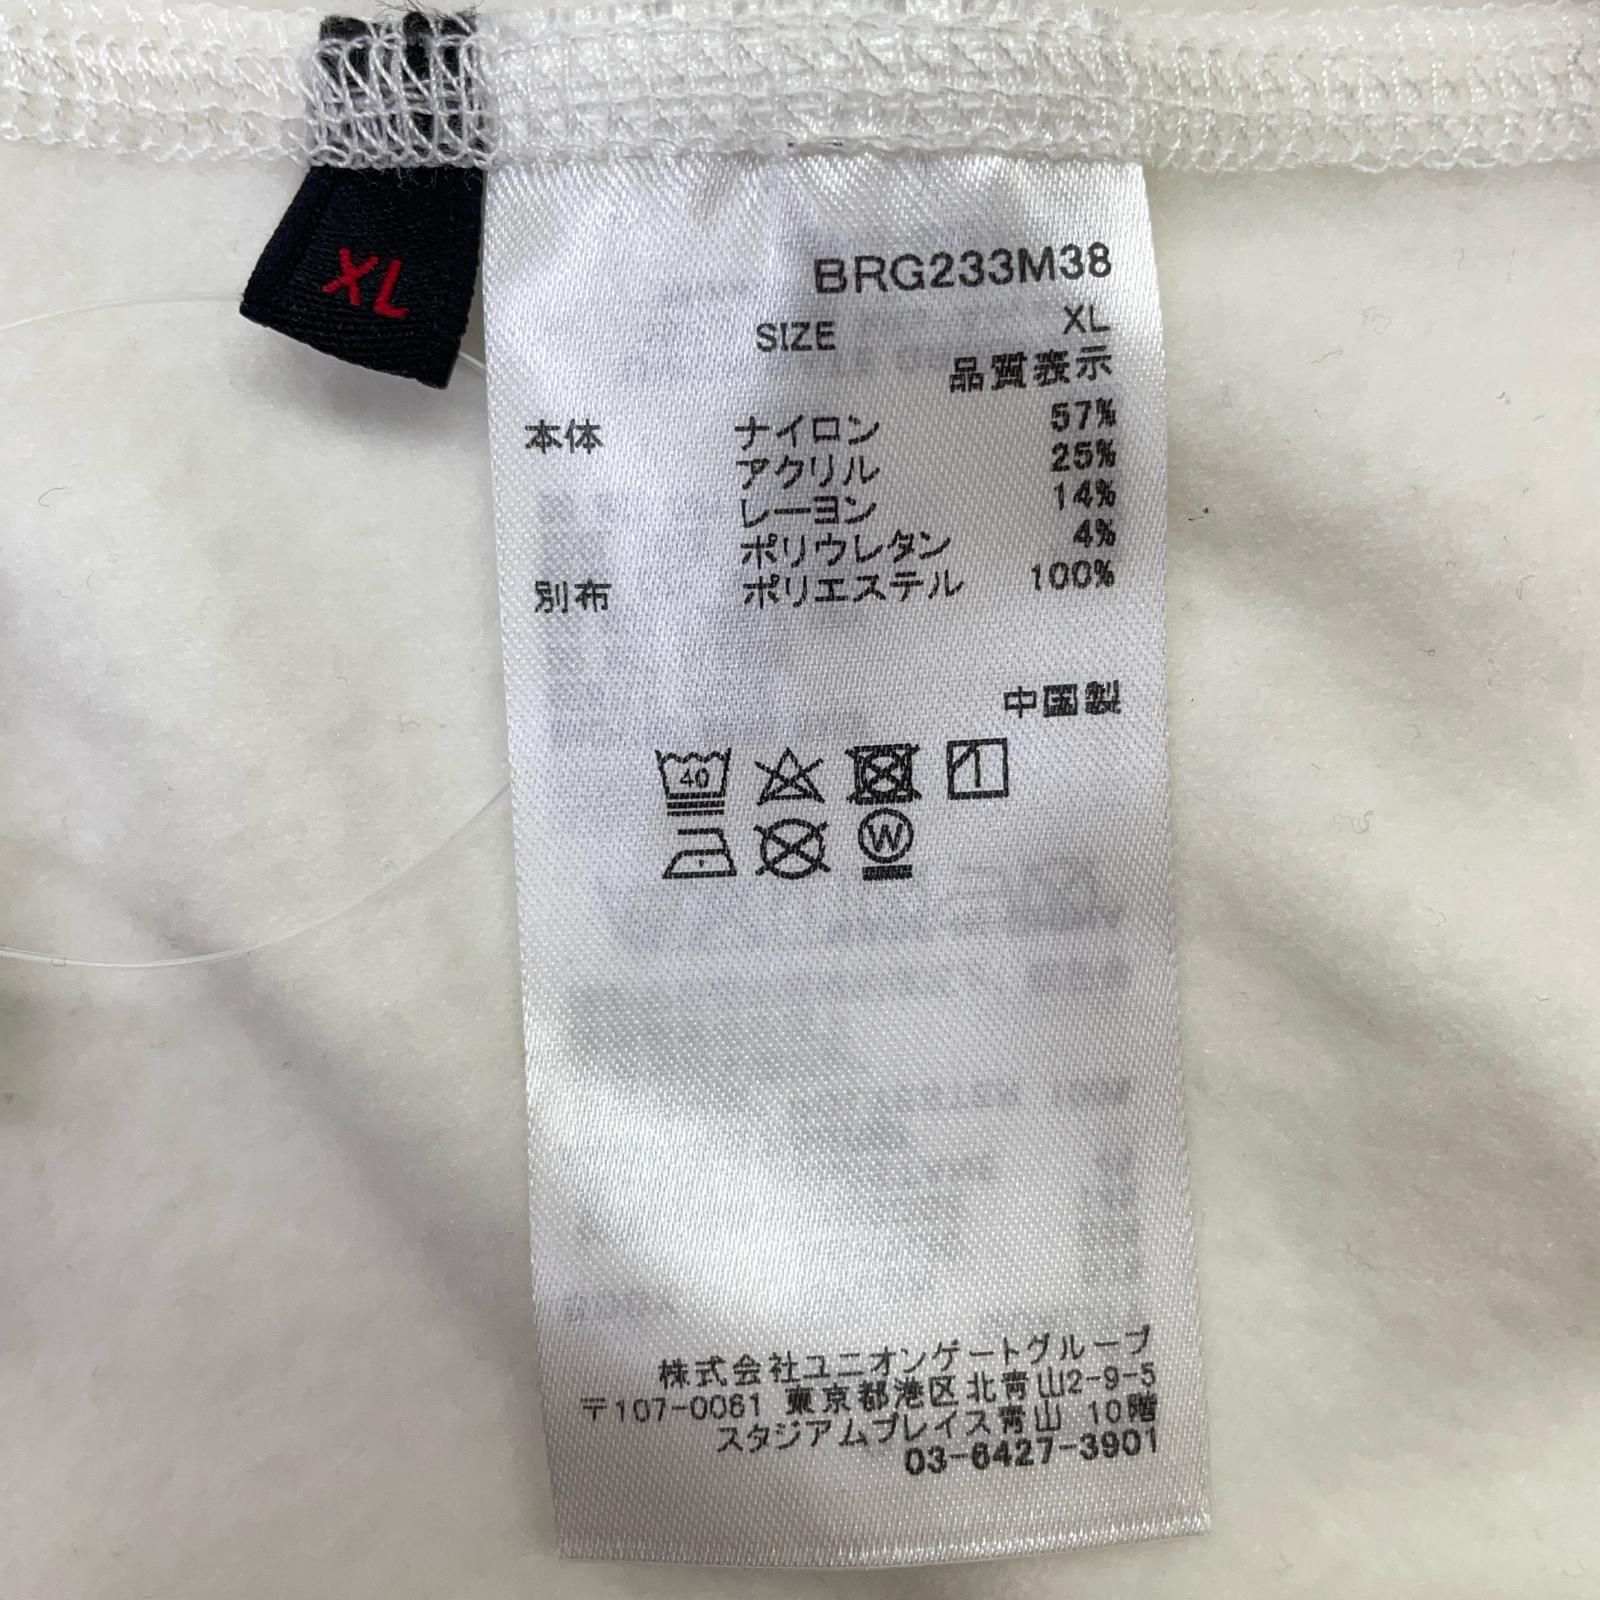 XL
BRG233M38
SIZE XL
品質表示
本体 ナイロン 57%
アクリル 25%
レーヨン 14%
ポリウレタン 4%
別布 ポリエステル 100%
中国製
40
W
株式会社ユニオンゲートグループ
〒107-0061 東京都港区北青山2-9-5
スタジアムプレイス青山 10階
03-6427-3901